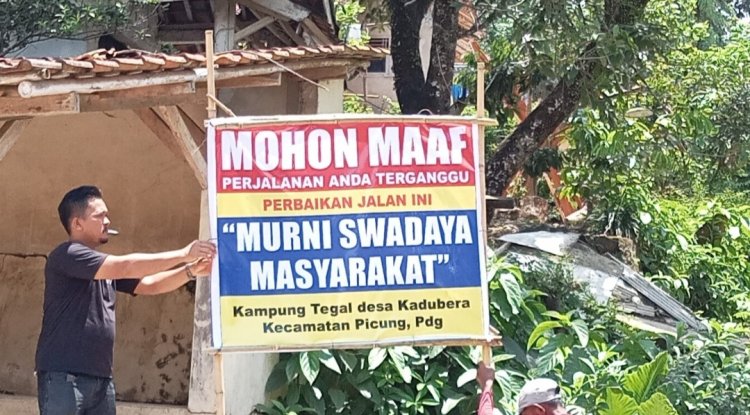 MOHON MAAF
PERJALANAN ANDA TERGANGGU
PERBAIKAN JALAN INI
"MURNI SWADAYA
MASYARAKAT"
Kampung Tegal desa Kadubera
Kecamatan Picung, Pdg